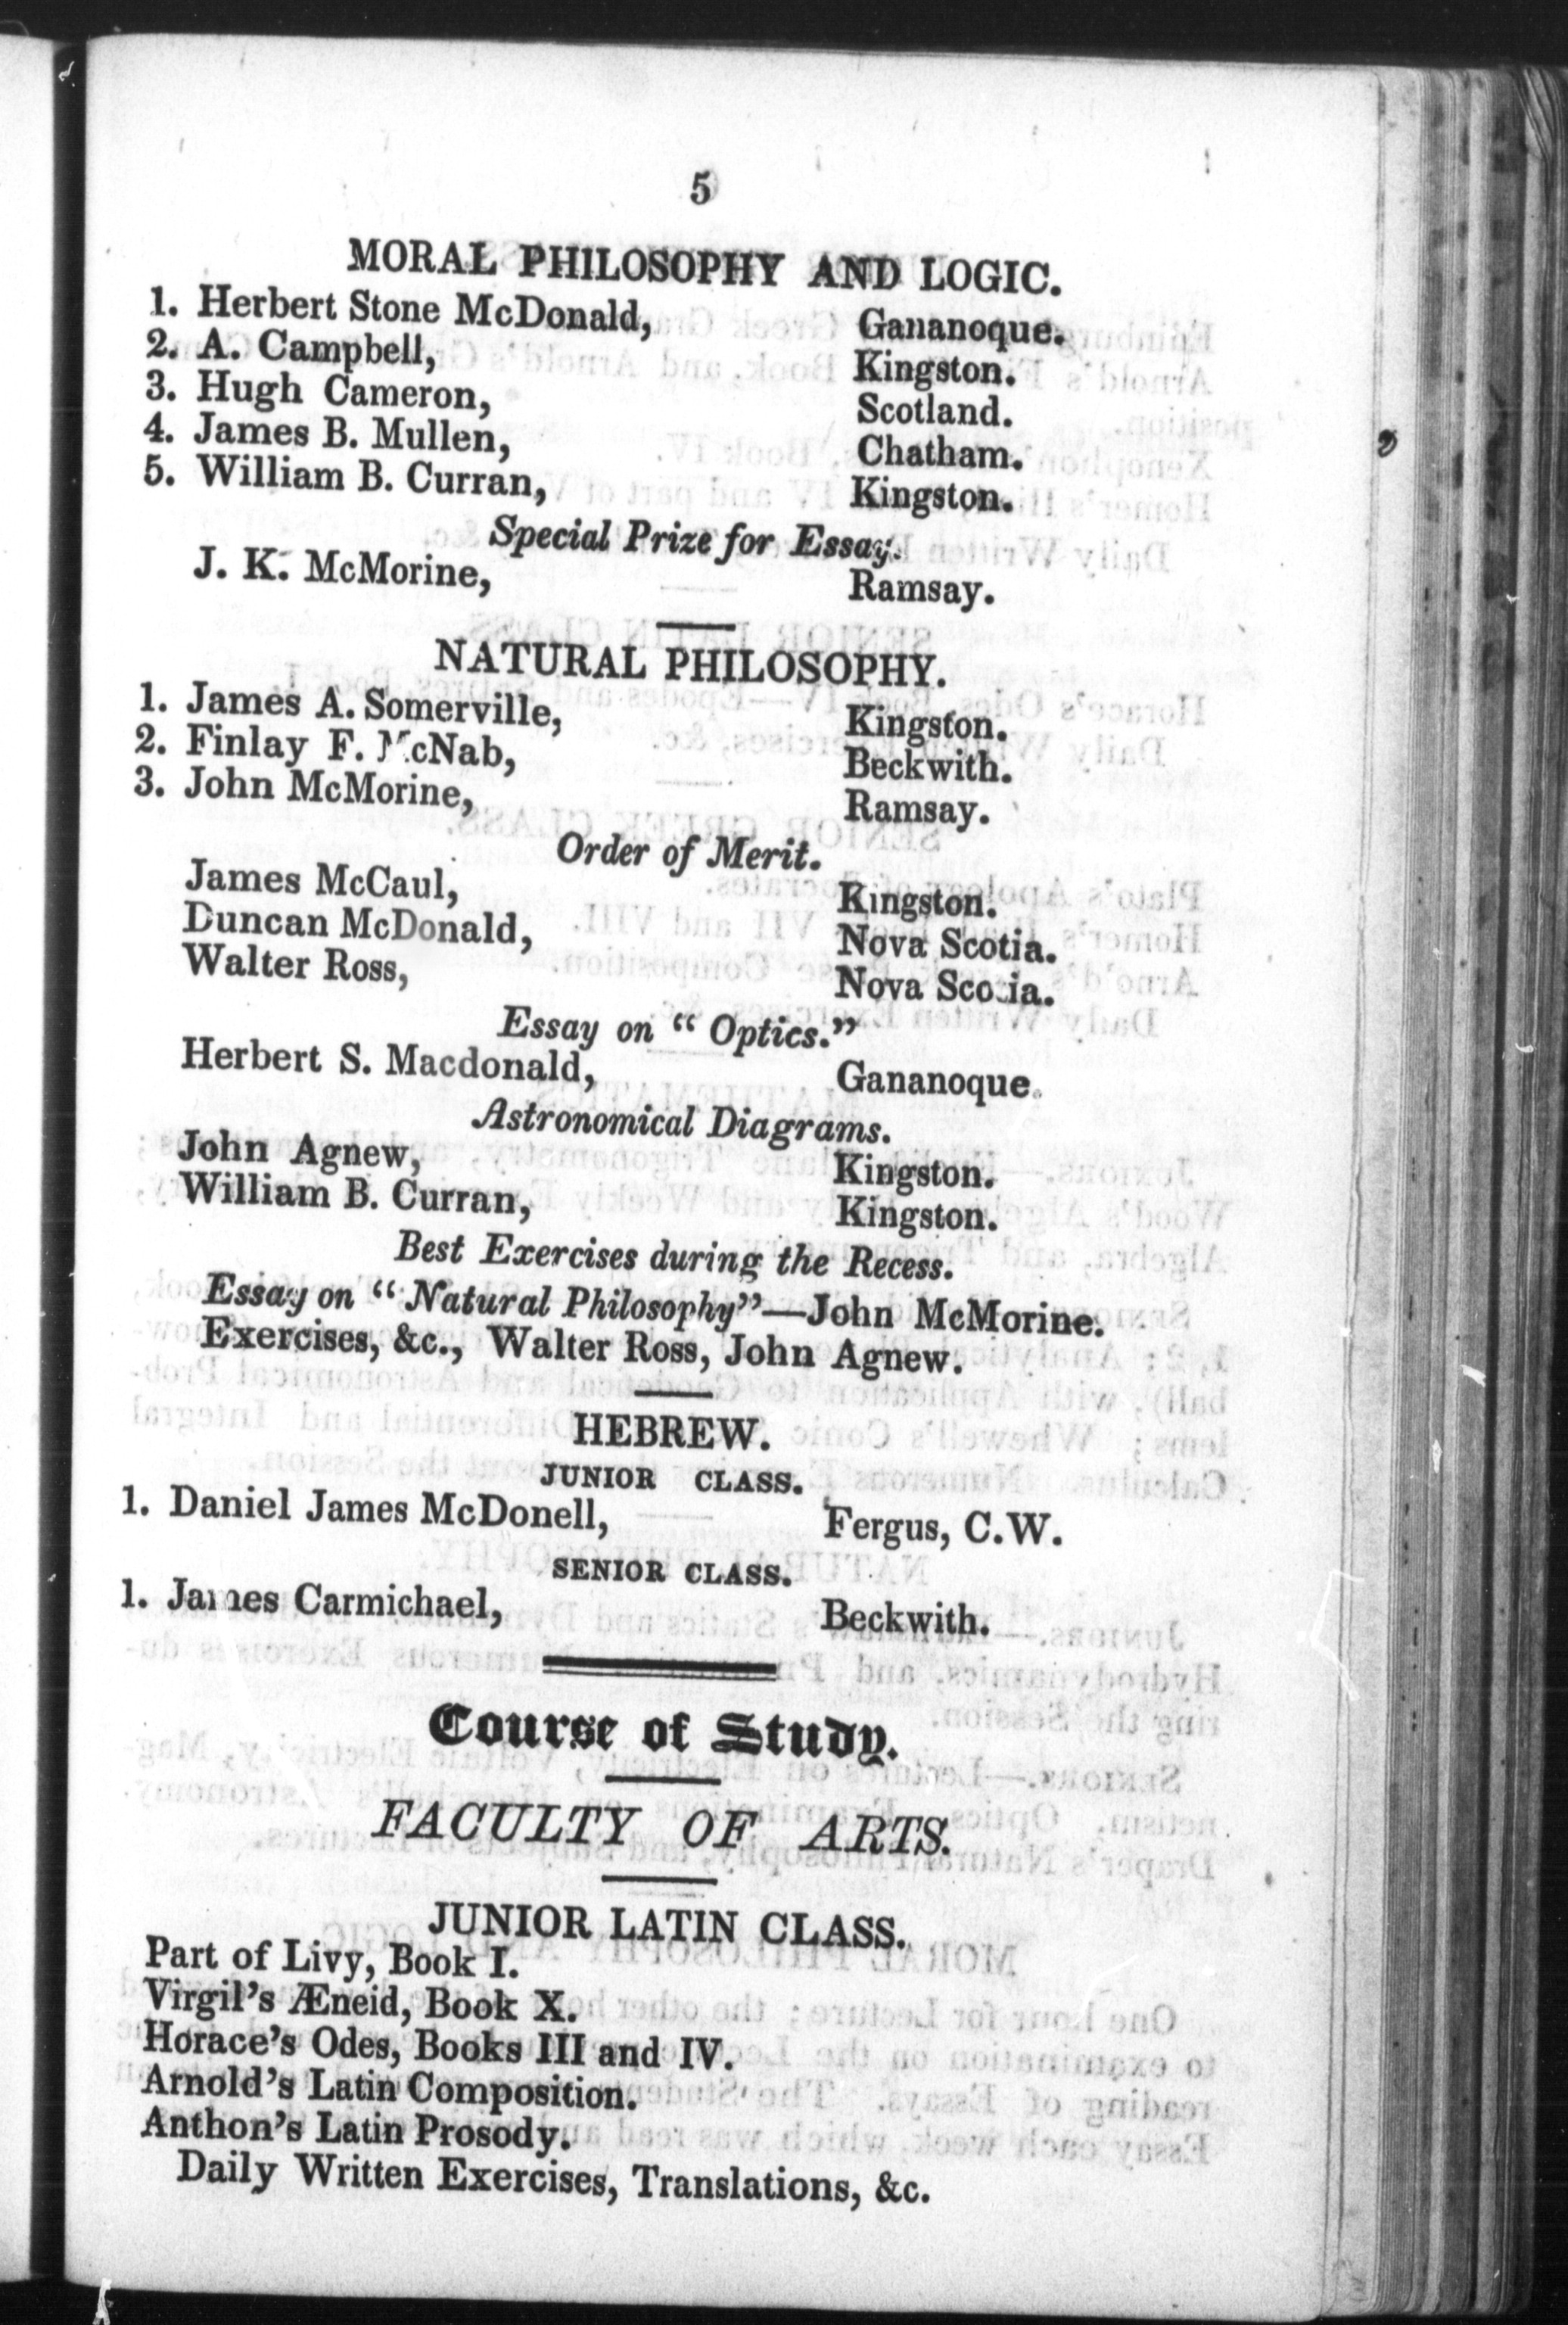 5
MORAL PHILOSOPHY AND LOGIC.
1. Herbert Stone McDonald, Gananoque.
2. A. Campbell, Kingston.
3. Hugh Cameron, Scotland.
4. James B. Mullen, Chatham.
5. William B. Curran, Kingston.
Special Prize for Essay.
J. K. McMorine, Ramsay.
NATURAL PHILOSOPHY.
1. James A. Somerville, Kingston.
2. Finlay F. McNab, Beckwith.
3. John McMorine, Ramsay.
Order of Merit.
James McCaul, Kingston.
Duncan McDonald, Nova Scotia.
Walter Ross, Nova Scotia.
Essay on “ Optics.”
Herbert S. Macdonald, Gananoque.
Astronomical Diagrams.
John Agnew, Kingston.
William B. Curran, Kingston.
Best Exercises during the Recess.
Essay on “ Natural Philosophy”—John McMorine.
Exercises, &c., Walter Ross, John Agnew.
HEBREW.
JUNIOR CLASS.
1. Daniel James McDonell, Fergus, C.W.
SENIOR CLASS.
1. James Carmichael, Beckwith.
Course of Study.
FACULTY OF ARTS.
JUNIOR LATIN CLASS.
Part of Livy, Book I.
Virgil’s Æneid, Book X.
Horace’s Odes, Books III and IV.
Arnold’s Latin Composition.
Anthon’s Latin Prosody.
Daily Written Exercises, Translations, &c.